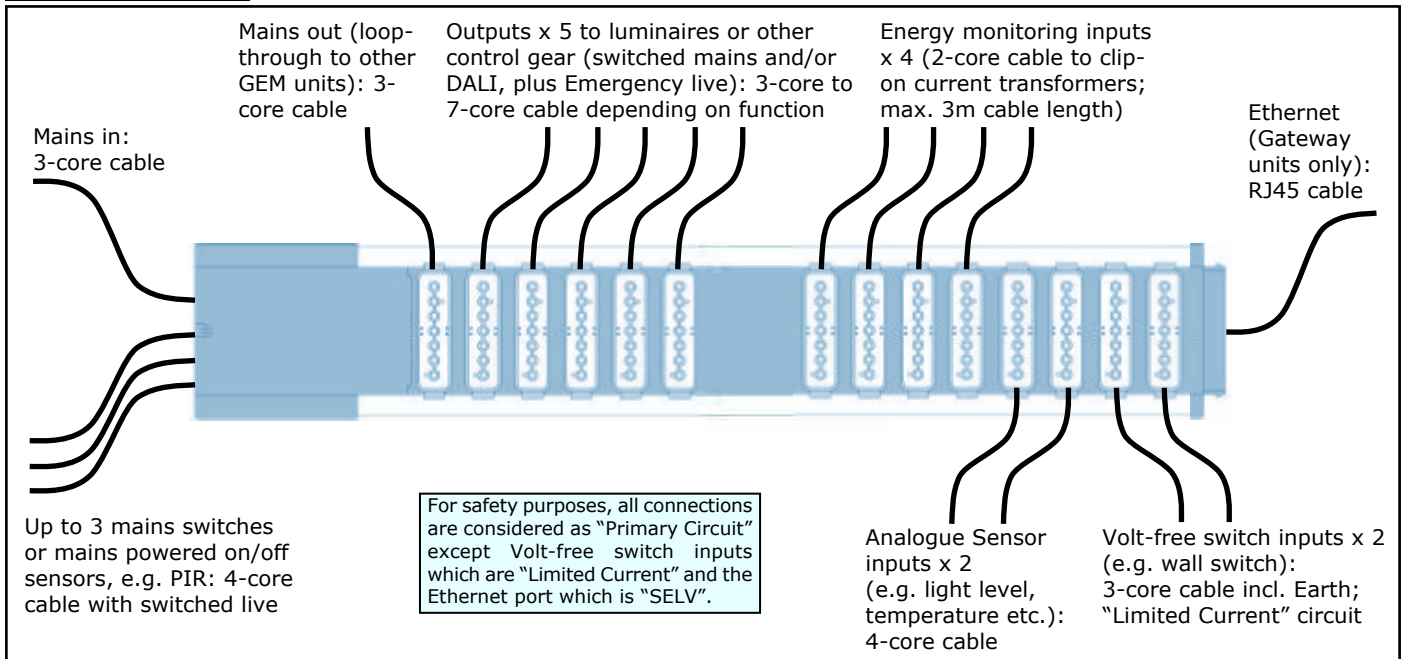 Mains out (loop-
through to other
GEM units): 3-
core cable
Outputs x 5 to luminaires or other
control gear (switched mains and/or
DALI, plus Emergency live): 3-core to
7-core cable depending on function
Energy monitoring inputs
x 4 (2-core cable to clip-
on current transformers;
max. 3m cable length)
Ethernet
(Gateway
units only):
RJ45 cable
Mains in:
3-core cable
Up to 3 mains switches
or mains powered on/off
sensors, e.g. PIR: 4-core
cable with switched live
For safety purposes, all connections
are considered as “Primary Circuit”
except Volt-free switch inputs
which are “Limited Current” and the
Ethernet port which is “SELV”.
Analogue Sensor
inputs x 2
(e.g. light level,
temperature etc.):
4-core cable
Volt-free switch inputs x 2
(e.g. wall switch):
3-core cable incl. Earth;
“Limited Current” circuit